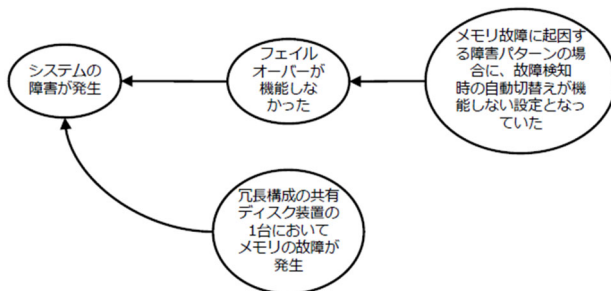 システムの
障害が発生
フェイル
オーバーが
機能しな
かった
メモリ故障に起因す
る障害パターンの場
合に、故障検知
時の自動切替えが機
能しない設定となっ
ていた
冗長構成の共有
ディスク装置の
1台において
メモリの故障が
発生